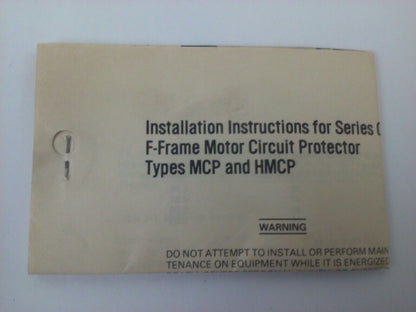 Installation Instructions for Series
F-Frame Motor Circuit Protector
Types MCP and HMCP
WARNING
DO NOT ATTEMPT TO INSTALL OR PERFORM MAIN
TENANCE ON EQUIPMENT WHILE IT IS ENERGIZED